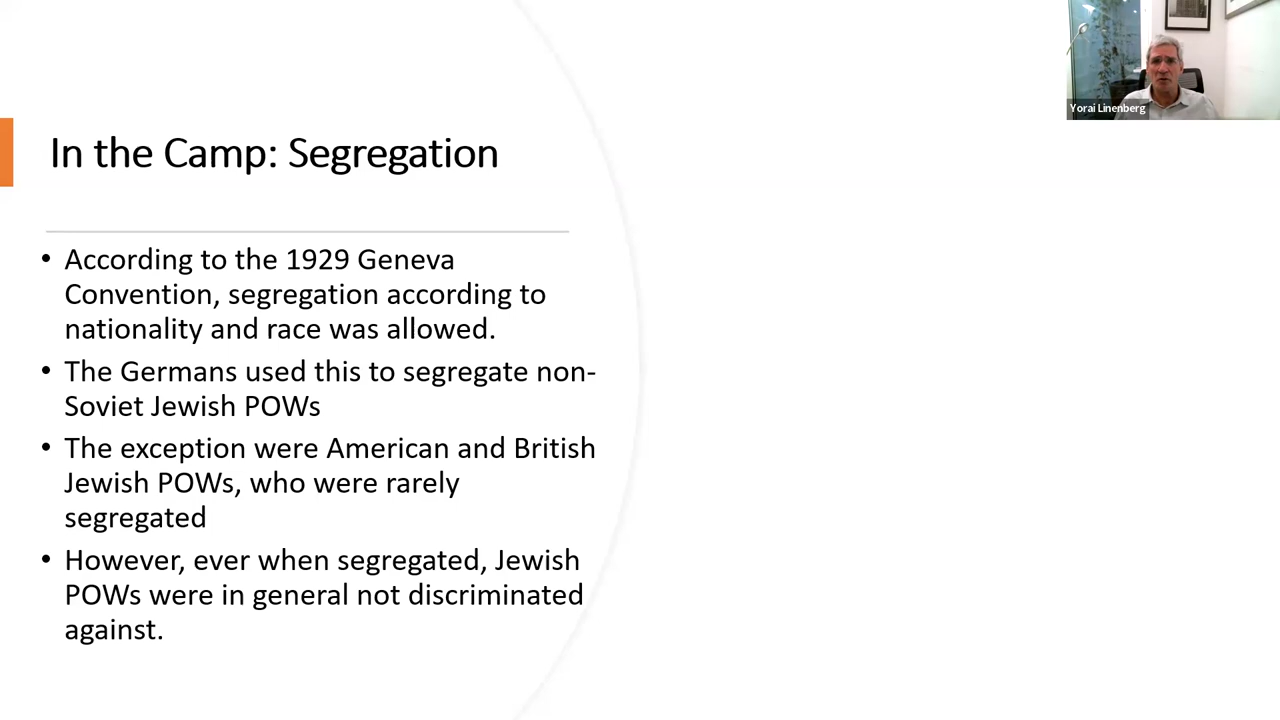 Yorai Linenberg
In the Camp: Segregation
• According to the 1929 Geneva
Convention, segregation according to
nationality and race was allowed.
• The Germans used this to segregate non-
Soviet Jewish POWs
• The exception were American and British
Jewish POWs, who were rarely
segregated
• However, ever when segregated, Jewish
POWs were in general not discriminated
against.